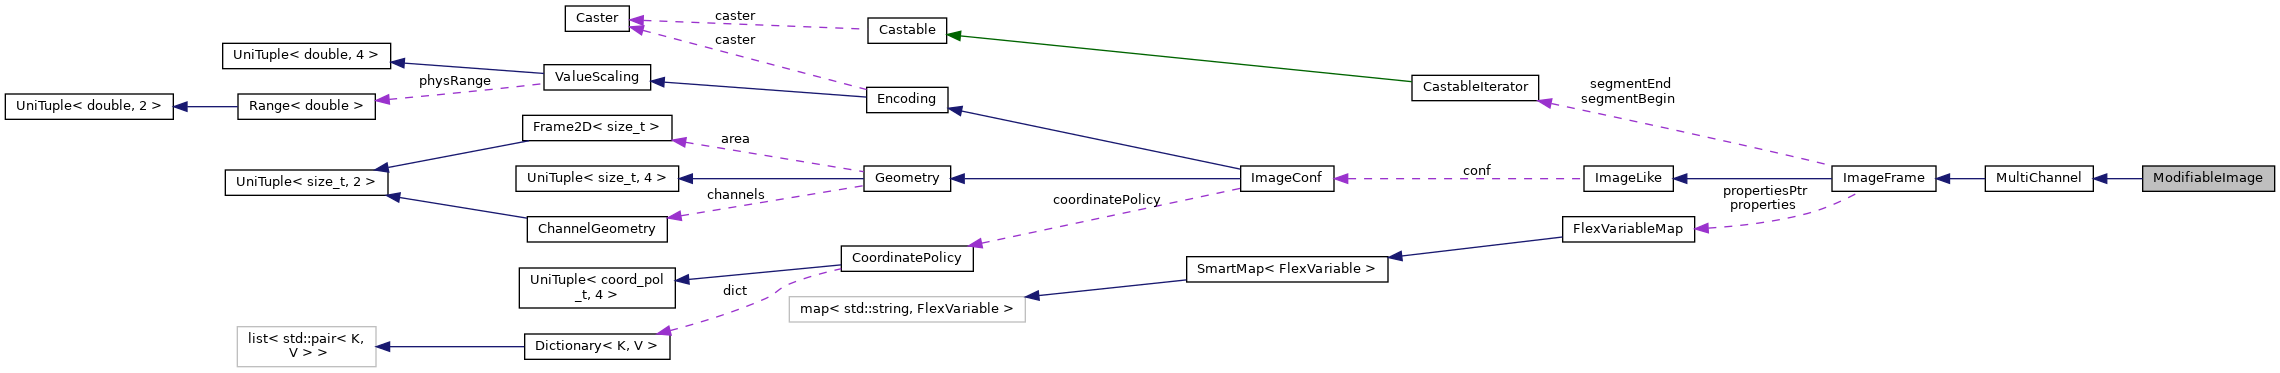 Caster
caster
Castable
caster
UniTuple< double, 4 >
ValueScaling
physRange
UniTuple< double, 2 >
Range< double >
Encoding
CastableIterator
segmentEnd
segmentBegin
Frame2D< size_t >
area
UniTuple< size_t, 2 >
UniTuple< size_t, 4 >
Geometry
channels
ChannelGeometry
ImageConf
conf
ImageLike
ImageFrame
MultiChannel
ModifiableImage
coordinatePolicy
propertiesPtr
properties
FlexVariableMap
CoordinatePolicy
UniTuple< coord_pol
_t, 4 >
dict
SmartMap< FlexVariable >
map< std::string, FlexVariable >
list< std::pair< K,
V > >
Dictionary< K, V >